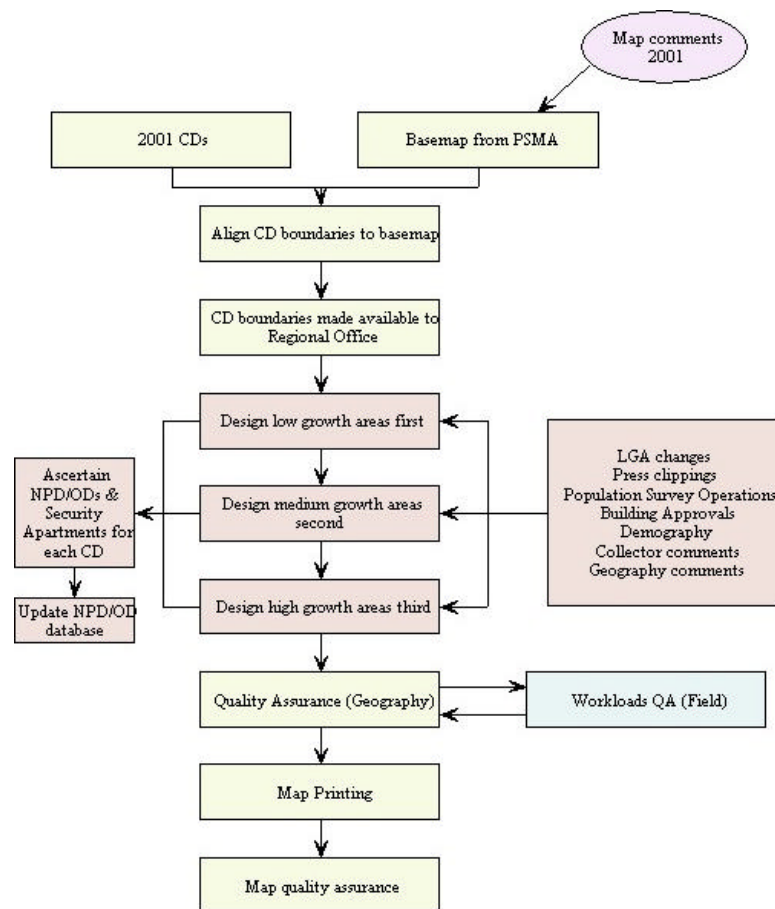 Map comments
2001
2001 CDs
Basemap from PSMA
Align CD boundaries to basemap
CD boundaries made available to
Regional Office
Design low growth areas first
LGA changes
Press clippings
Population Survey Operations
Building Approvals
Demography
Collector comments
Geography comments
Ascertain
NPD/ODs &
Security
Apartments for
each CD
Design medium growth areas
second
Update NPD/OD
database
Design high growth areas third
Quality Assurance (Geography)
Workloads QA (Field)
Map Printing
Map quality assurance